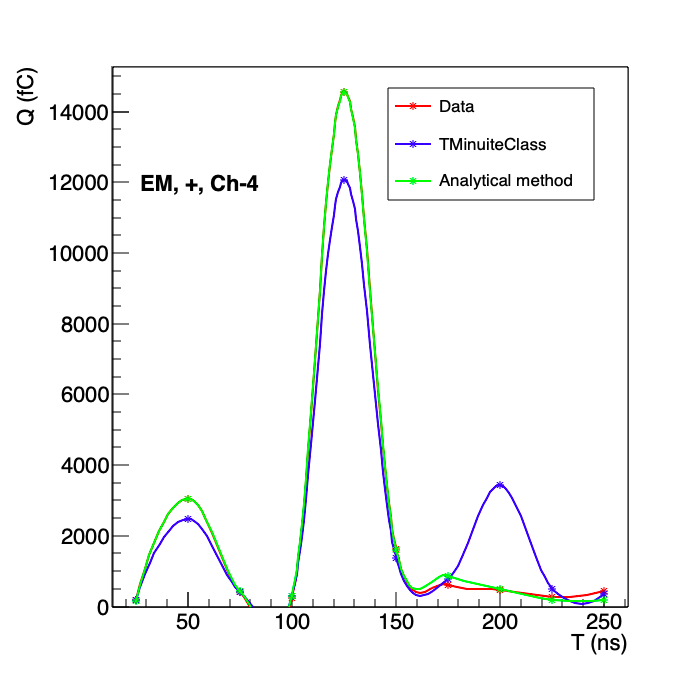 Q (fC)
14000
12000
10000
8000
6000
4000
2000
0
EM, +, Ch-4
Data
TMinuiteClass
Analytical method
50 100 150 200 250
T (ns)